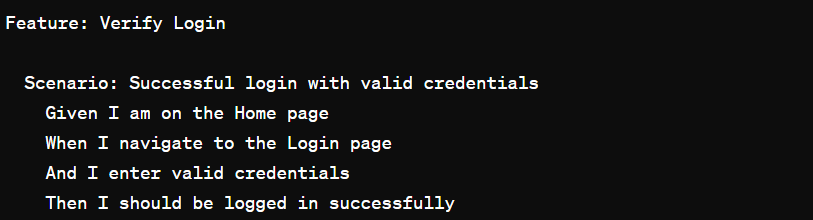 Feature: Verify Login
Scenario: Successful login with valid credentials
Given I am on the Home page
When I navigate to the Login page
And I enter valid credentials
Then I should be logged in successfully